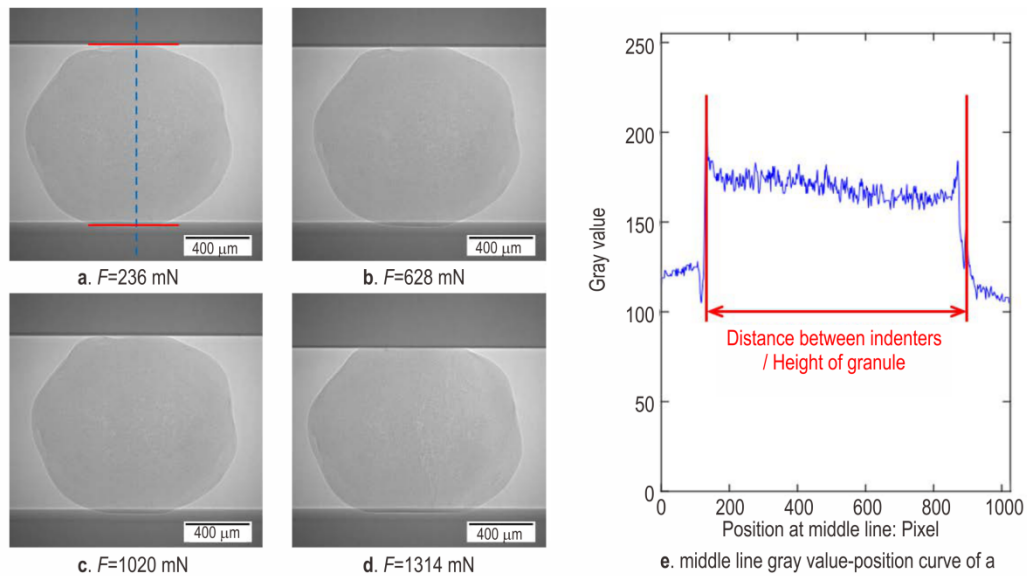 400 μm
a. F=236 mN
400 μm
b. F=628 mN
400 μm
c. F=1020 mN
400 μm
d. F=1314 mN
250
200
150
100
50
0
Gray value
Distance between indenters
/ Height of granule
0 200 400 600 800 1000
Position at middle line: Pixel
e. middle line gray value-position curve of a